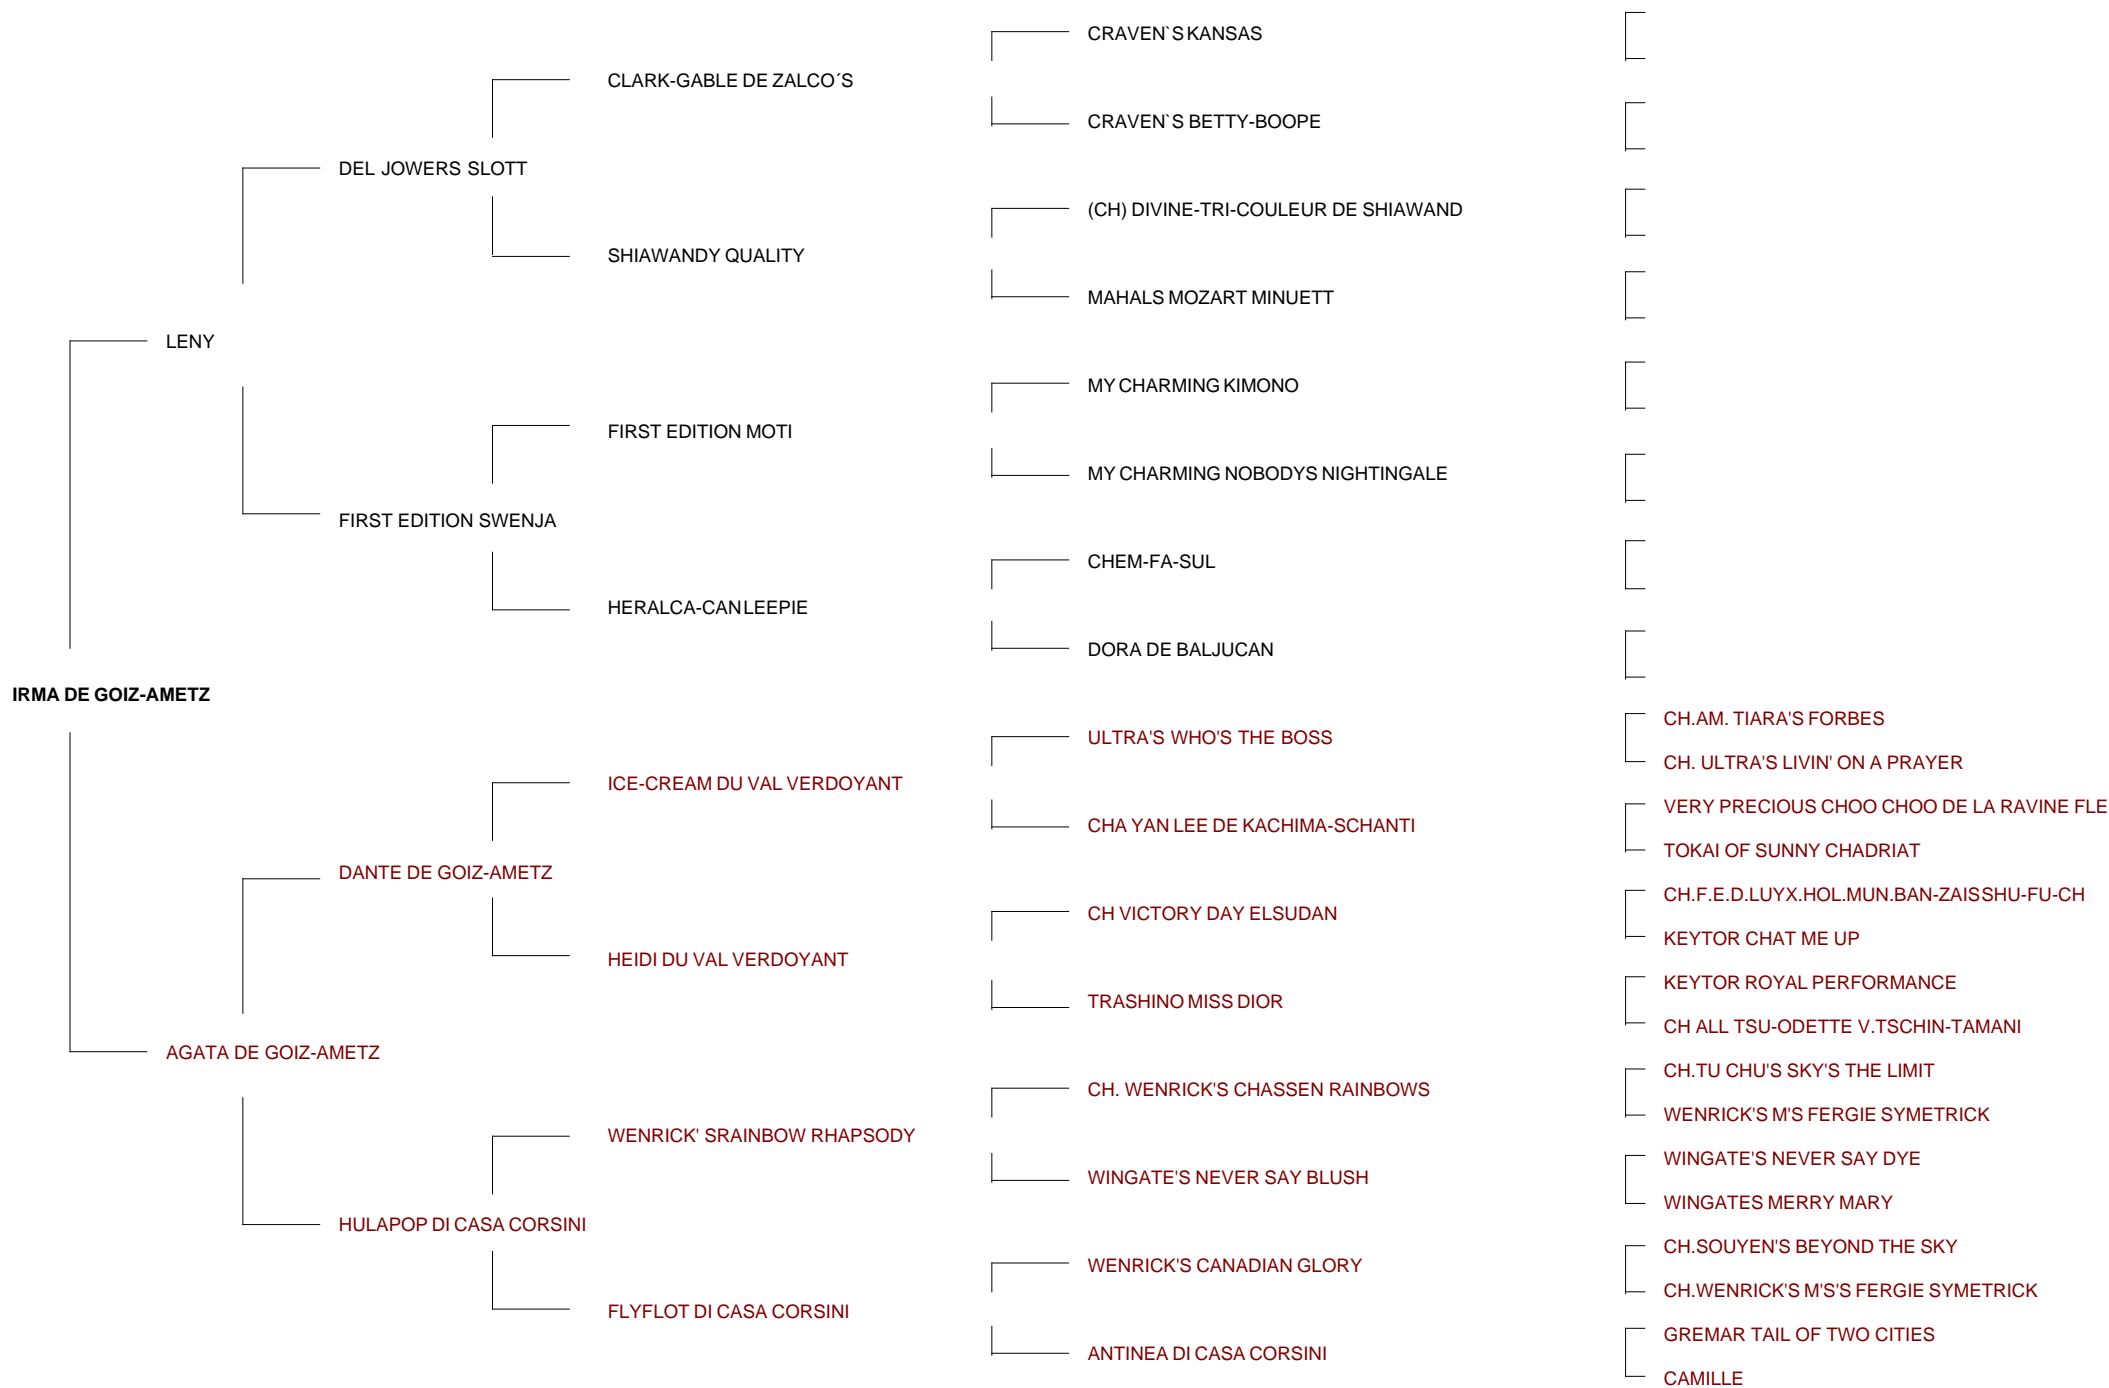 CRAVEN`S KANSAS
CLARK-GABLE DE ZALCO´S
CRAVEN`S BETTY-BOOPE
DEL JOWERS SLOTT
(CH) DIVINE-TRI-COULEUR DE SHIAWAND
SHIAWANDY QUALITY
MAHALS MOZART MINUETT
LENY
MY CHARMING KIMONO
FIRST EDITION MOTI
MY CHARMING NOBODYS NIGHTINGALE
FIRST EDITION SWENJA
CHEM-FA-SUL
HERALCA-CAN LEEPIE
DORA DE BALJUCAN
IRMA DE GOIZ-AMETZ
CH.AM. TIARA'S FORBES
ULTRA'S WHO'S THE BOSS
CH. ULTRA'S LIVIN' ON A PRAYER
ICE-CREAM DU VAL VERDOYANT
VERY PRECIOUS CHOO CHOO DE LA RAVINE FLE
CHA YAN LEE DE KACHIMA-SCHANTI
TOKAI OF SUNNY CHADRIAT
DANTE DE GOIZ-AMETZ
CH.F.E.D.LUYX.HOL.MUN.BAN-ZAIS SHU-FU-CH
CH VICTORY DAY ELSUDAN
KEYTOR CHAT ME UP
HEIDI DU VAL VERDOYANT
KEYTOR ROYAL PERFORMANCE
TRASHINO MISS DIOR
CH ALL TSU-ODETTE V.TSCHIN-TAMANI
AGATA DE GOIZ-AMETZ
CH.TU CHU'S SKY'S THE LIMIT
CH. WENRICK'S CHASSEN RAINBOWS
WENRICK'S M'S FERGIE SYMETRICK
WENRICK' SRAINBOW RHAPSODY
WINGATE'S NEVER SAY DYE
WINGATE'S NEVER SAY BLUSH
WINGATES MERRY MARY
HULAPOP DI CASA CORSINI
CH.SOUYEN'S BEYOND THE SKY
WENRICK'S CANADIAN GLORY
CH.WENRICK'S M'S'S FERGIE SYMETRICK
FLYFLOT DI CASA CORSINI
GREMAR TAIL OF TWO CITIES
ANTINEA DI CASA CORSINI
CAMILLE